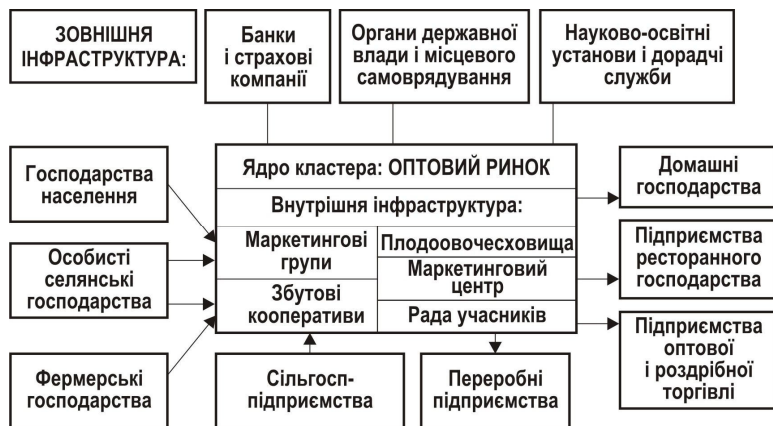 ЗОВНІШНЯ
ІНФРАСТРУКТУРА:
Банки
і страхові
компанії
Органи державної
влади і місцевого
самоврядування
Науково-освітні
установи і дорадчі
служби
Господарства
населення
Особисті
селянські
господарства
Фермерські
господарства
Ядро кластера: ОПТОВИЙ РИНОК
Внутрішня інфраструктура:
Маркетингові
групи
Збутові
кооперативи
Плодоовочесховища
Маркетинговий
центр
Рада учасників
Сільгосп-
підприємства
Переробні
підприємства
Домашні
господарства
Підприємства
ресторанного
господарства
Підприємства
оптової
і роздрібної
торгівлі